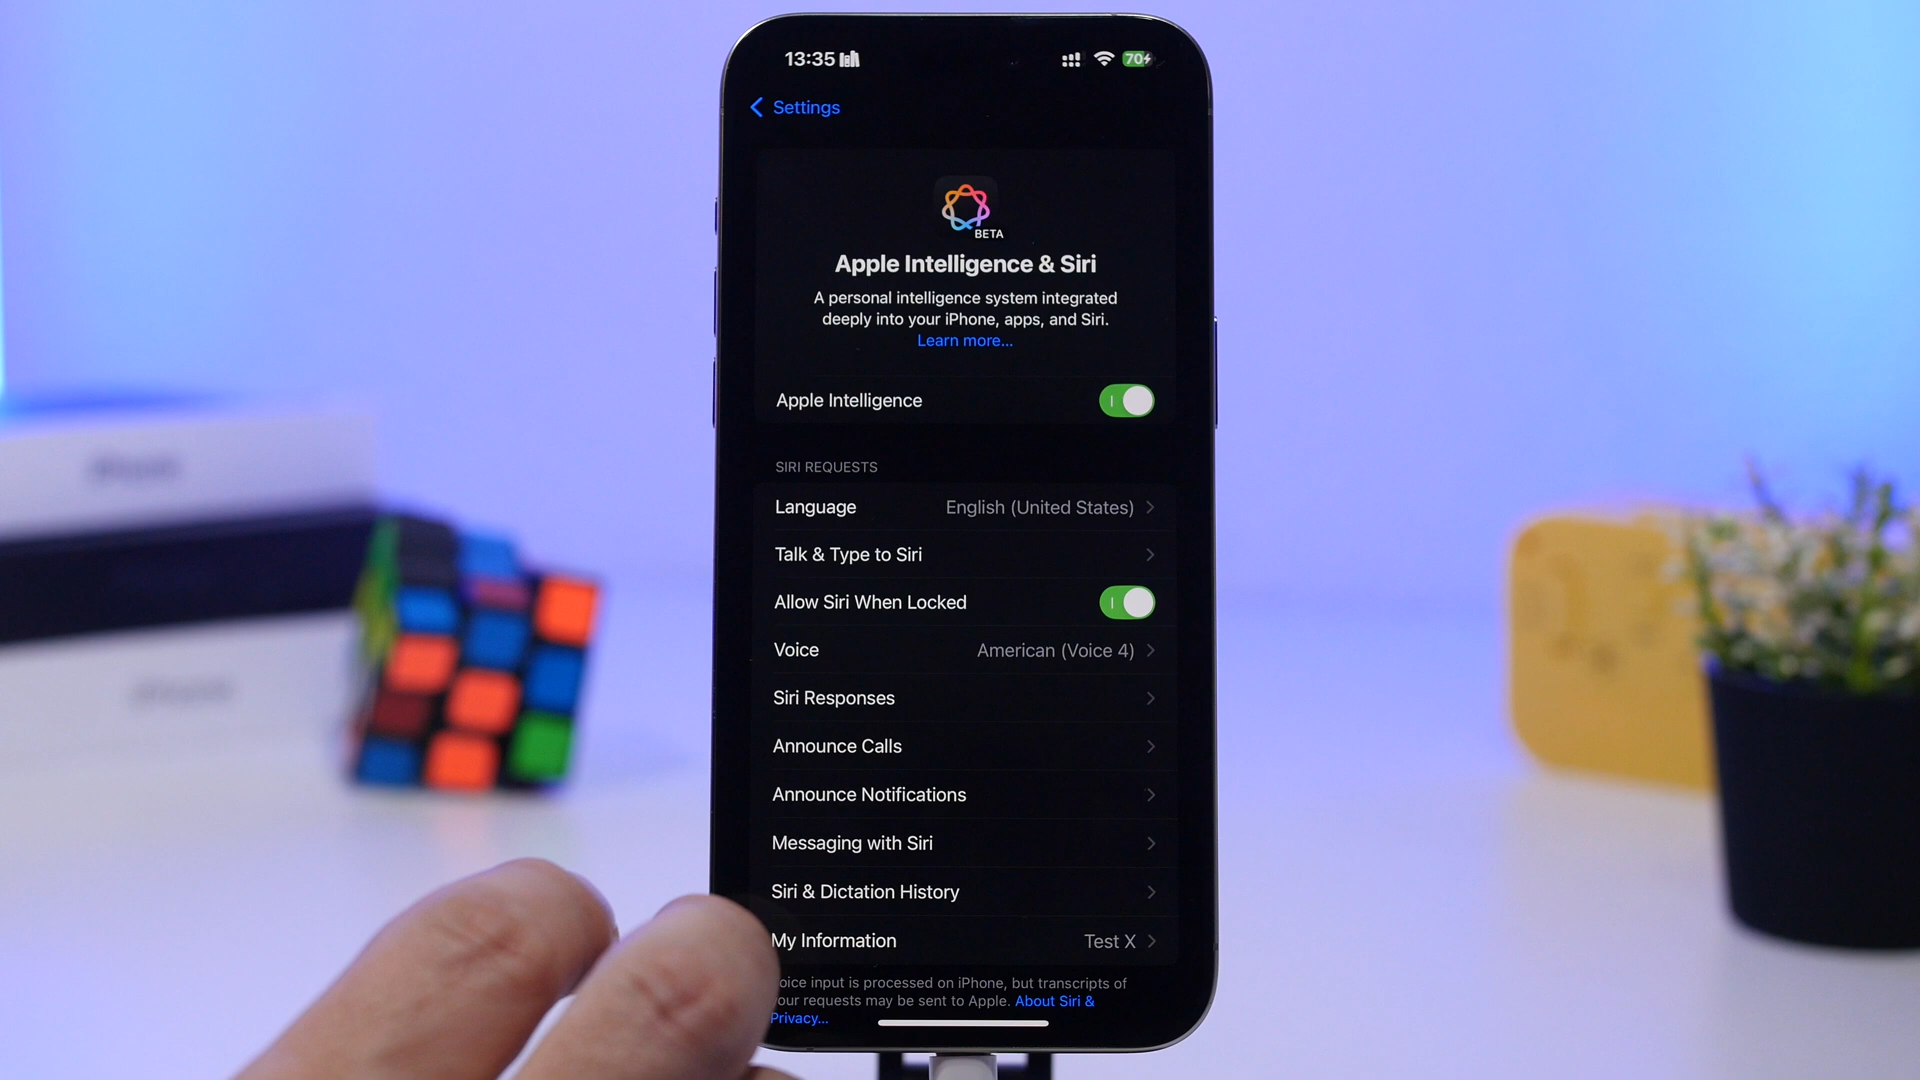 13:35
70
Settings
BETA
Apple Intelligence & Siri
A personal intelligence system integrated
deeply into your iPhone, apps, and Siri.
Learn more...
Apple Intelligence
SIRI REQUESTS
Language English (United States)
Talk & Type to Siri
Allow Siri When Locked
Voice American (Voice 4)
Siri Responses
Announce Calls
Announce Notifications
Messaging with Siri
Siri & Dictation History
My Information Test X
oice input is processed on iPhone, but transcripts of
our requests may be sent to Apple. About Siri &
Privacy...